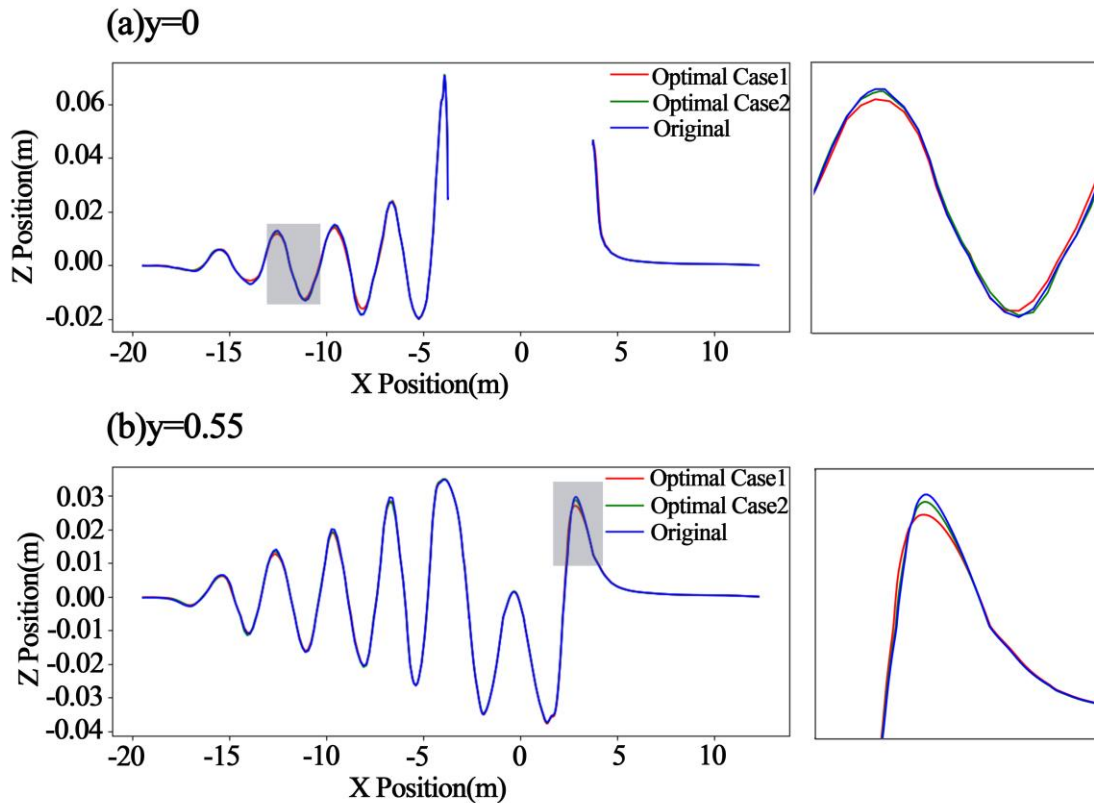 (a)y=0
Optimal Case1
Optimal Case2
Original
0.06
0.04
0.02
0.00
-0.02
Z Position(m)
-20 -15 -10 -5 0 5 10
X Position(m)
(b)y=0.55
Optimal Case1
Optimal Case2
Original
0.03
0.02
0.01
0.00
-0.01
-0.02
-0.03
-0.04
Z Position(m)
-20 -15 -10 -5 0 5 10
X Position(m)